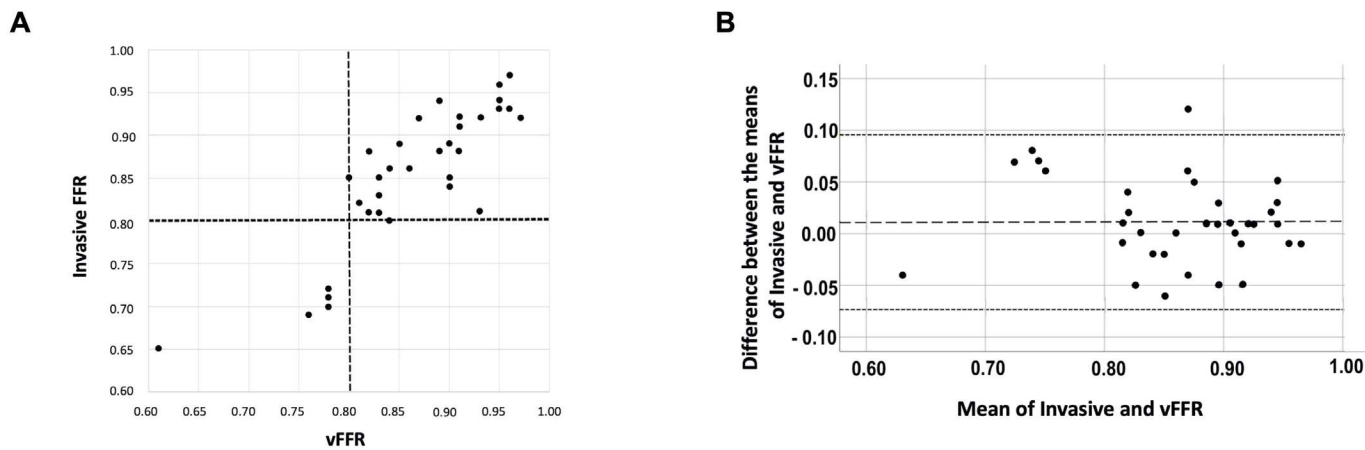 A
1.00
0.95
0.90
0.85
0.80
0.75
0.70
0.65
0.60
Invasive FFR
0.60 0.65 0.70 0.75 0.80 0.85 0.90 0.95 1.00
vFFR
B
0.15
0.10
0.05
0.00
- 0.05
- 0.10
Difference between the means
of Invasive and vFFR
0.60 0.70 0.80 0.90 1.00
Mean of Invasive and vFFR